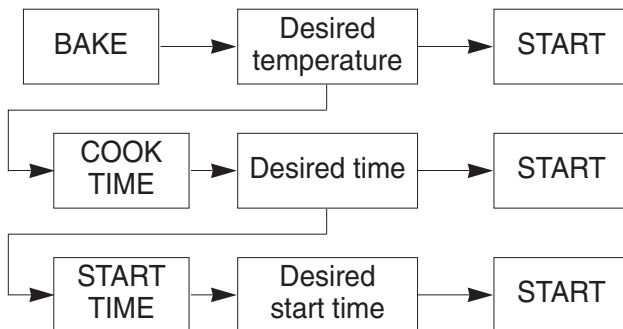 BAKE
Desired
temperature
START
COOK
TIME
Desired time
START
START
TIME
Desired
start time
START